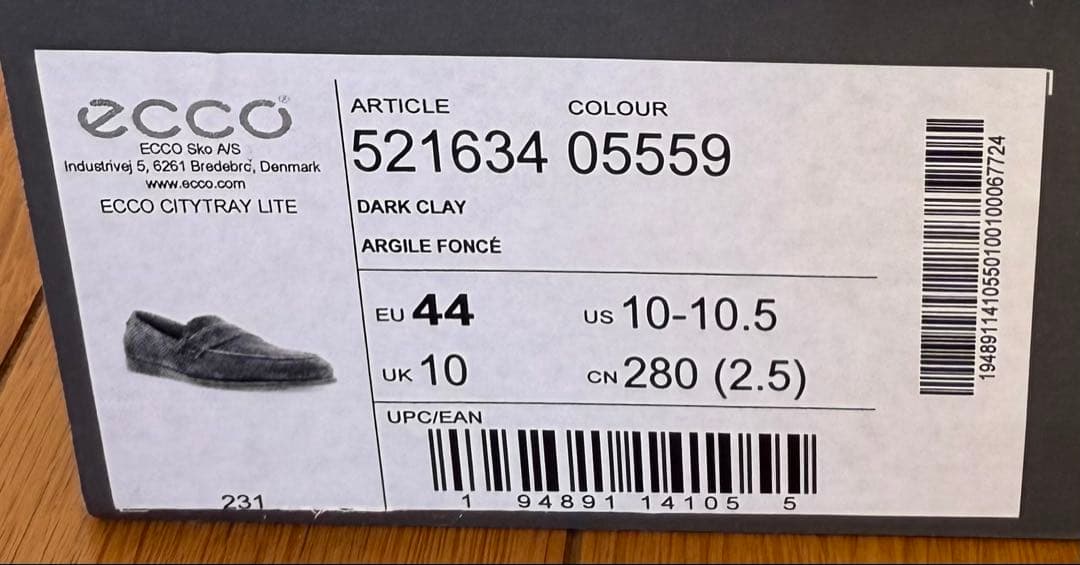 ecco®
ECCO Sko A/S
Industrivej 5, 6261 Bredebro, Denmark
www.ecco.com
ECCO CITYTRAY LITE
231
ARTICLE COLOUR
521634 05559
DARK CLAY
ARGILE FONCÉ
EU 44 US 10-10.5
UK 10 CN 280 (2.5)
UPC/EAN
1 94891 14105 5
1948911410550100100067724